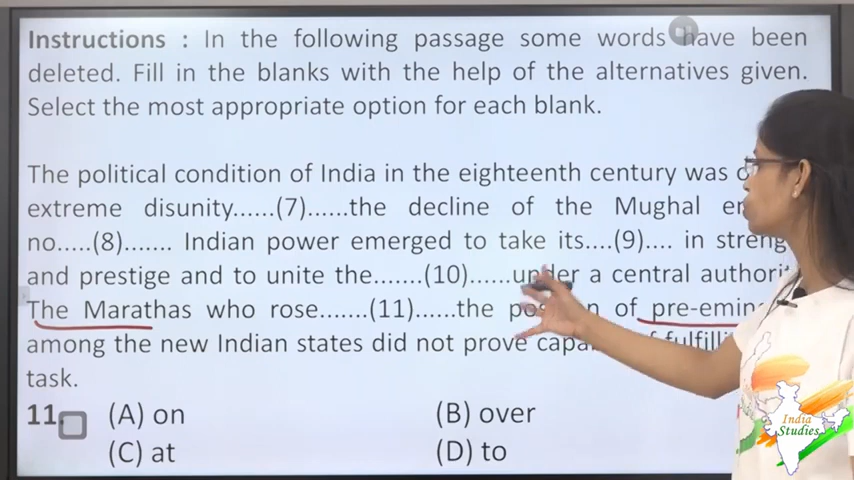 Instructions : In the following passage some words have been
deleted. Fill in the blanks with the help of the alternatives given.
Select the most appropriate option for each blank.
The political condition of India in the eighteenth century was
extreme disunity......(7)......the decline of the Mughal
no.....(8)....... Indian power emerged to take its....(9).... in
and prestige and to unite the.......(10)......under a central
The Marathas who rose.......(11)......the of
among the new Indian states did not prove
task.
11. (A) on (B) over
(C) at (D) to
India
Studies